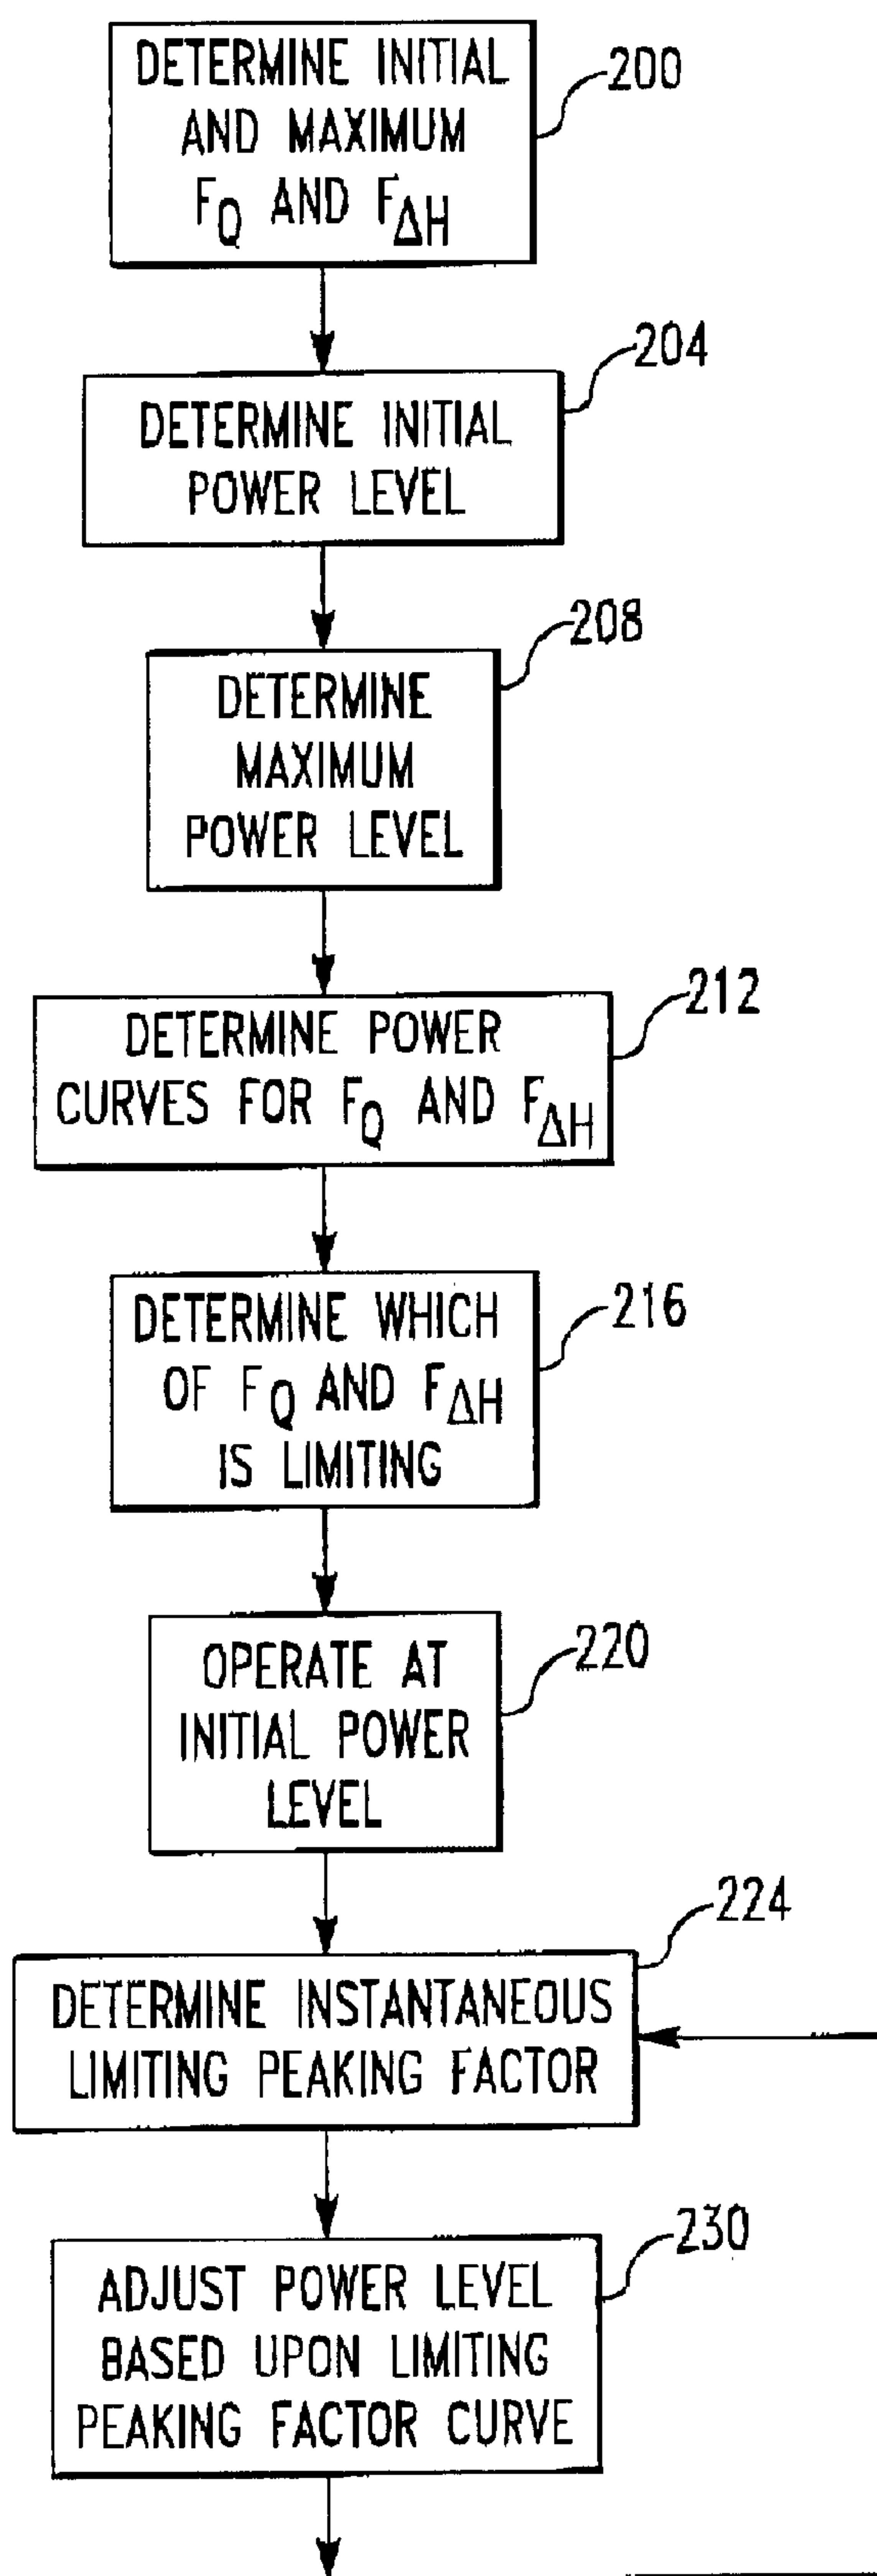 DETERMINE INITIAL
AND MAXIMUM
FQ AND FΔH
200
DETERMINE INITIAL
POWER LEVEL
204
DETERMINE
MAXIMUM
POWER LEVEL
208
DETERMINE POWER
CURVES FOR FQ AND FΔH
212
DETERMINE WHICH
OF FQ AND FΔH
IS LIMITING
216
OPERATE AT
INITIAL POWER
LEVEL
220
DETERMINE INSTANTANEOUS
LIMITING PEAKING FACTOR
224
ADJUST POWER LEVEL
BASED UPON LIMITING
PEAKING FACTOR CURVE
230